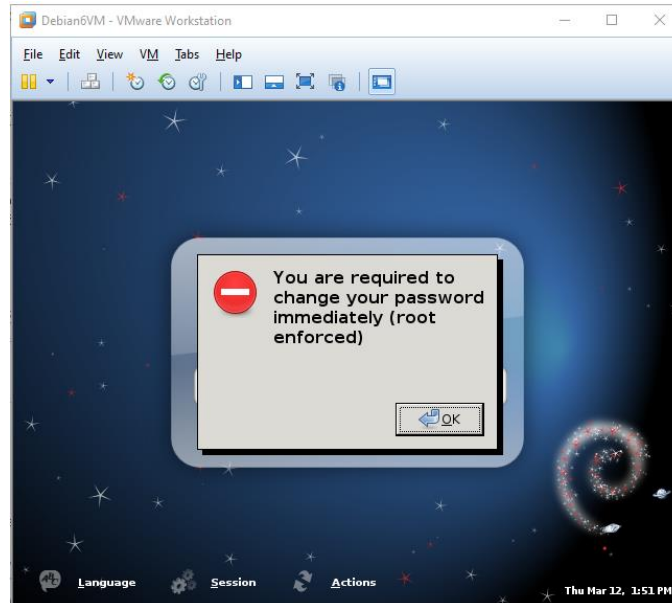 Debian6VM - VMware Workstation
File Edit View VM Tabs Help
You are required to
change your password
immediately (root
enforced)
OK
Language Session Actions Thu Mar 12, 1:51 PM